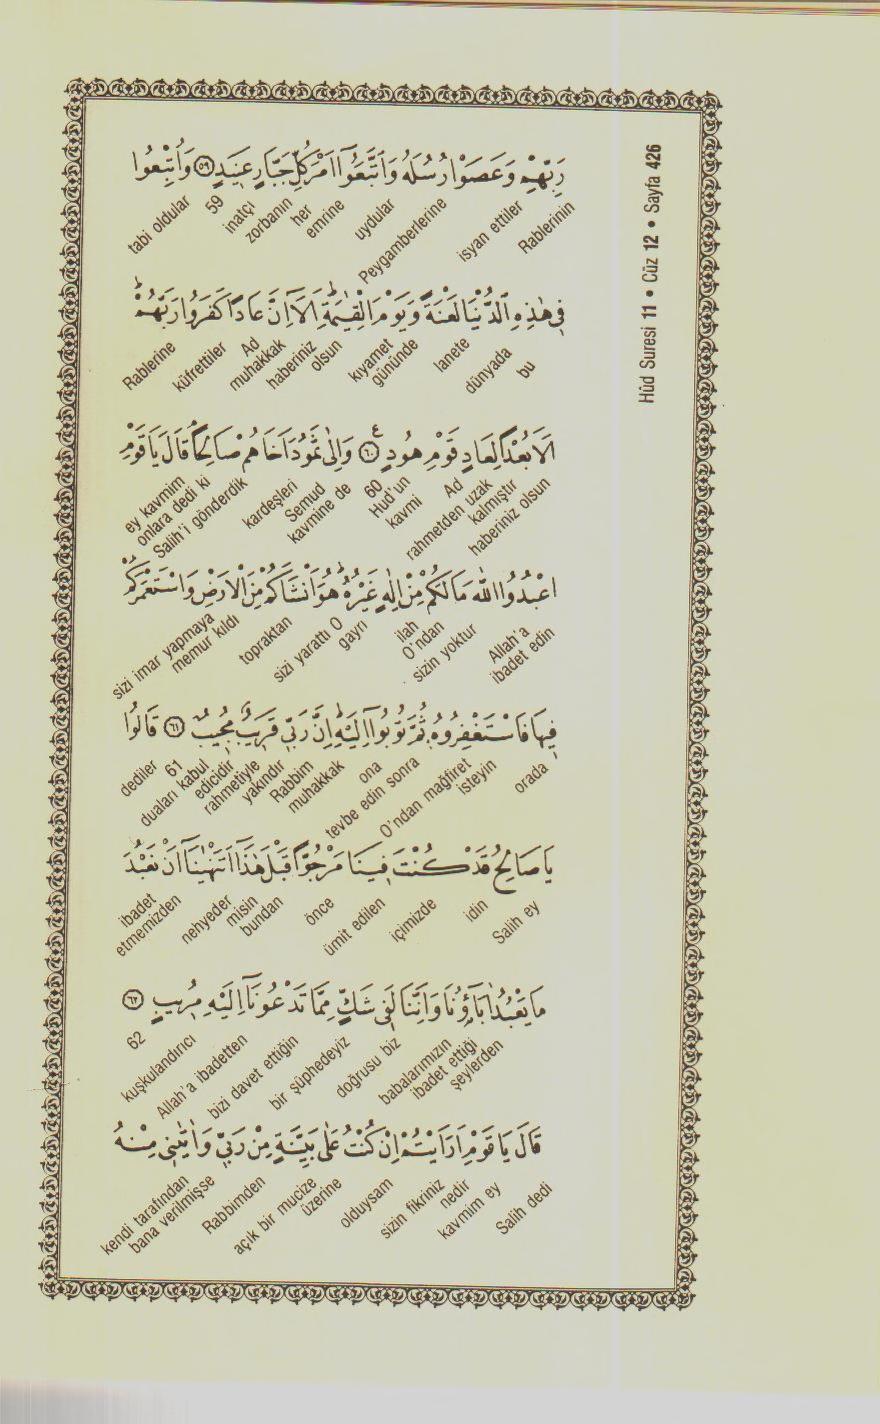 Hûd Suresi 11 • Cüz 12 • Sayfa 426
رَبِّهِمْ وَعَصَوْا رُسُلَهُ وَاتَّبَعُٓوا اَمْرَ كُلِّ جَبَّارٍ عَنٖيدٍ ﴿٥٩﴾ وَاُتْبِعُوا
Rablerinin isyan ettiler Peygamberlerine uydular emrine her zorbanın inatçı 59 tabi oldular
فٖى هٰذِهِ الدُّنْيَا لَعْنَةً وَيَوْمَ الْقِيٰمَةِؕ اَلَٓا اِنَّ عَادًا كَفَرُوا رَبَّهُمْؕ
bu dünyada lanete kıyamet gününde olsun haberiniz muhakkak Ad küfrettiler Rablerine
اَلَا بُعْدًا لِعَادٍ قَوْمِ هُودٍ ﴿٦٠﴾ ع وَاِلٰى ثَمُودَ اَخَاهُمْ صَالِحًاؕ قَالَ يَا قَوْمِ
haberiniz olsun rahmetden uzak kalmıştır Ad kavmi Hud'un 60 Semud kavmine de kardeşleri Salih'i gönderdik onlara dedi ki ey kavmim
اعْبُدُوا اللّٰهَ مَا لَكُمْ مِنْ اِلٰهٍ غَيْرُهُؕ هُوَ اَنْشَاَكُمْ مِنَ الْاَرْضِ وَاسْتَعْمَرَكُمْ
Allah'a ibadet edin sizin yoktur O'ndan ilah gayrı sizi yarattı O topraktan sizi imar yapmaya memur kıldı
فٖيهَا فَاسْتَغْفِرُوهُ ثُمَّ تُوبُٓوا اِلَيْهِؕ اِنَّ رَبّٖى قَرٖيبٌ مُجٖيبٌ ﴿٦١﴾ قَالُوا
orada O'ndan mağfiret isteyin tevbe edin sonra ona muhakkak Rabbim yakındır rahmetiyle duaları kabul edicidir 61 dediler
يَا صَالِحُ قَدْ كُنْتَ فٖينَا مَرْجُوًّا قَبْلَ هٰذَٓا اَتَنْهٰينَٓا اَنْ نَعْبُدَ
Salih ey idin içimizde ümit edilen önce bundan misin nehyeder ibadet etmemizden
مَا يَعْبُدُ اٰبَٓاؤُنَا وَاِنَّنَا لَفٖى شَكٍّ مِمَّا تَدْعُونَٓا اِلَيْهِ مُرٖيبٍ ﴿٦٢﴾
babalarımızın ibadet ettiği şeylerden doğrusu biz bir şüphedeyiz bizi davet ettiğin Allah'a ibadetten kuşkulandırıcı 62
قَالَ يَا قَوْمِ اَرَاَيْتُمْ اِنْ كُنْتُ عَلٰى بَيِّنَةٍ مِنْ رَبّٖى وَاٰتٰينٖى مِنْهُ
Salih dedi kavmim ey sizin fikriniz nedir olduysam açık bir mucize üzerine Rabbimden kendi tarafından bana verilmişse